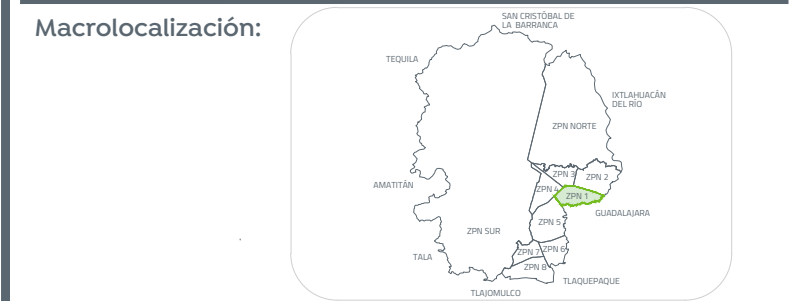 Macrolocalización:
SAN CRISTÓBAL DE
LA BARRANCA
TEQUILA
IXTLAHUACÁN
DEL RÍO
ZPN NORTE
ZPN 3
ZPN 2
AMATITÁN
ZPN 4
ZPN 1
GUADALAJARA
ZPN 5
ZPN SUR
ZPN 7
ZPN 6
TALA
ZPN 8
TLAQUEPAQUE
TLAJOMULCO